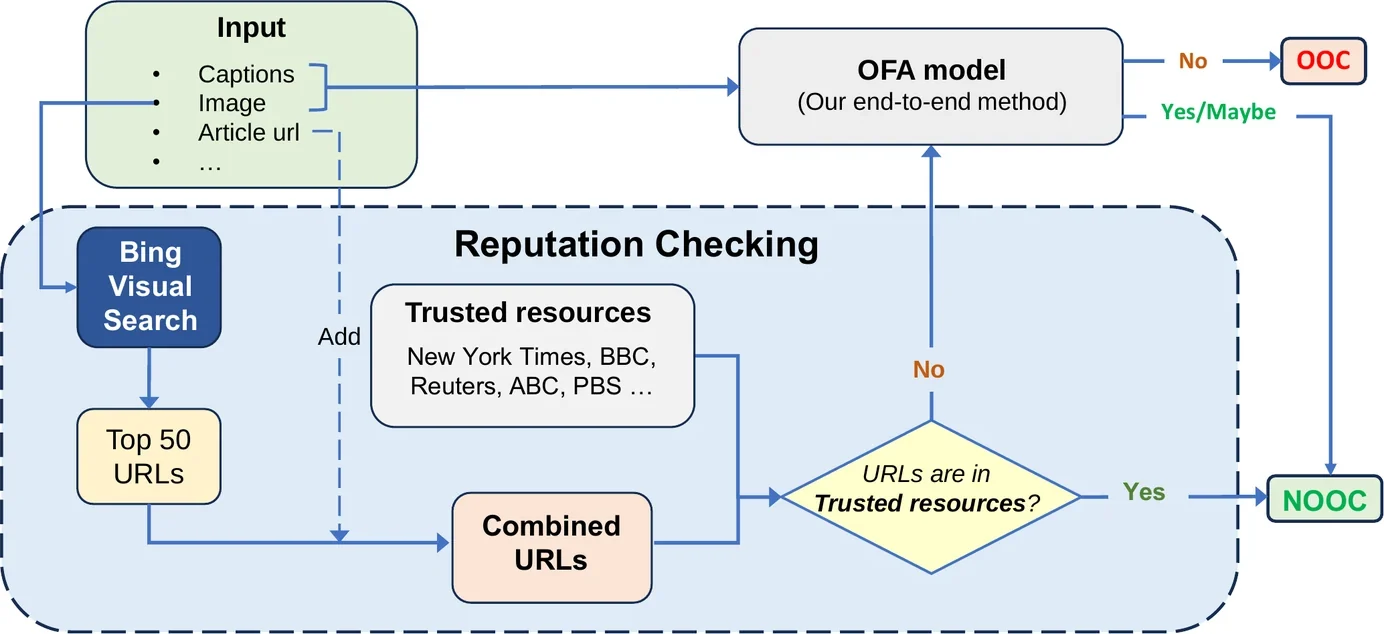 Input
• Captions
• Image
• Article url
• …
OFA model
(Our end-to-end method)
No
OOC
Yes/Maybe
Reputation Checking
Bing
Visual
Search
Add
Trusted resources
New York Times, BBC,
Reuters, ABC, PBS …
No
Top 50
URLs
URLs are in
Trusted resources?
Yes
NOOC
Combined
URLs